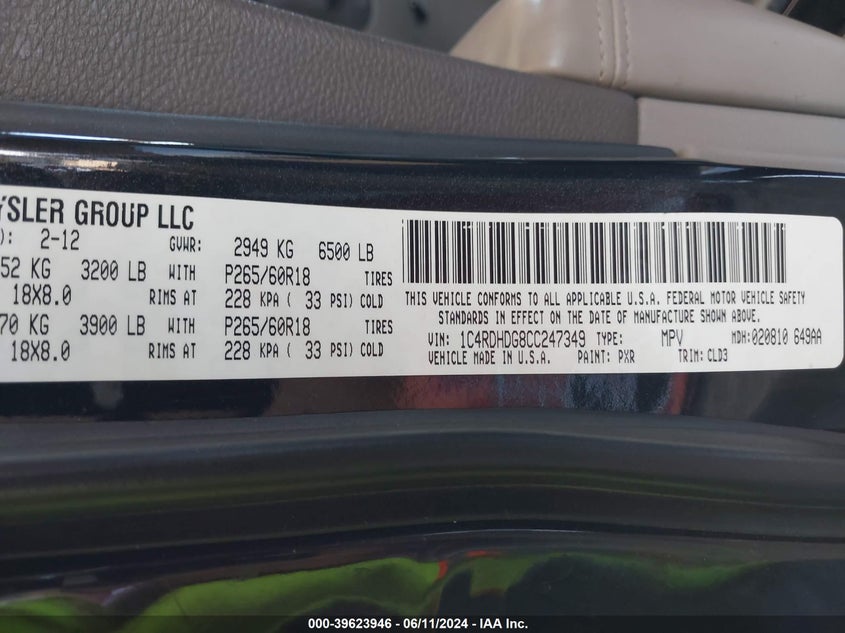 YSLER GROUP LLC
): 2-12 GVWR: 2949 KG 6500 LB
52 KG 3200 LB WITH P265/60R18 TIRES
18X8.0 RIMS AT 228 KPA ( 33 PSI) COLD
70 KG 3900 LB WITH P265/60R18 TIRES
18X8.0 RIMS AT 228 KPA ( 33 PSI) COLD
THIS VEHICLE CONFORMS TO ALL APPLICABLE U.S.A. FEDERAL MOTOR VEHICLE SAFETY
STANDARDS IN EFFECT ON THE DATE OF MANUFACTURE SHOWN ABOVE.
VIN: 1C4RDHDG8CC247349 TYPE: MPV MDH:020810 649AA
VEHICLE MADE IN U.S.A. PAINT: PXR TRIM: CLD3
000-39623946 - 06/11/2024 - IAA Inc.